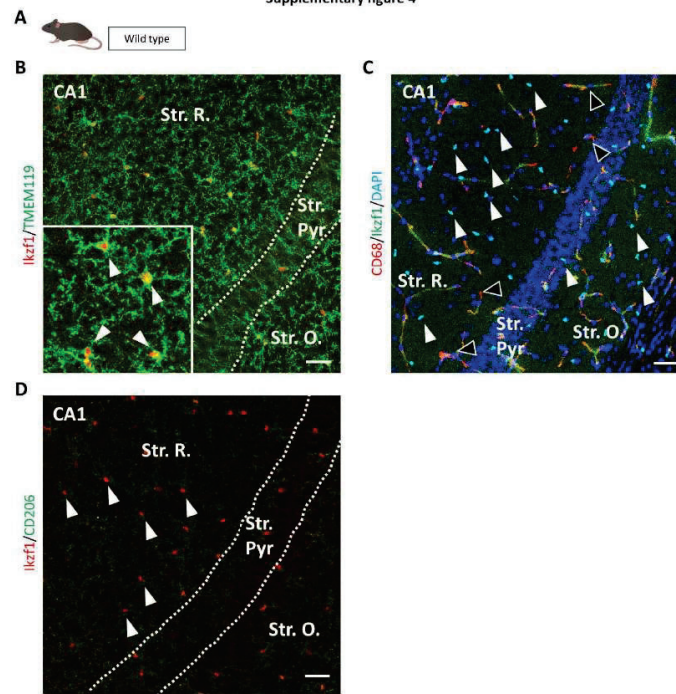 Supplementary figure 4
A
Wild type
B
Ikzf1/TMEM119
CA1
Str. R.
Str.
Pyr
Str. O.
C
CD68/Ikzf1/DAPI
CA1
Str. R.
Str.
Pyr
Str. O.
D
Ikzf1/CD206
CA1
Str. R.
Str.
Pyr
Str. O.